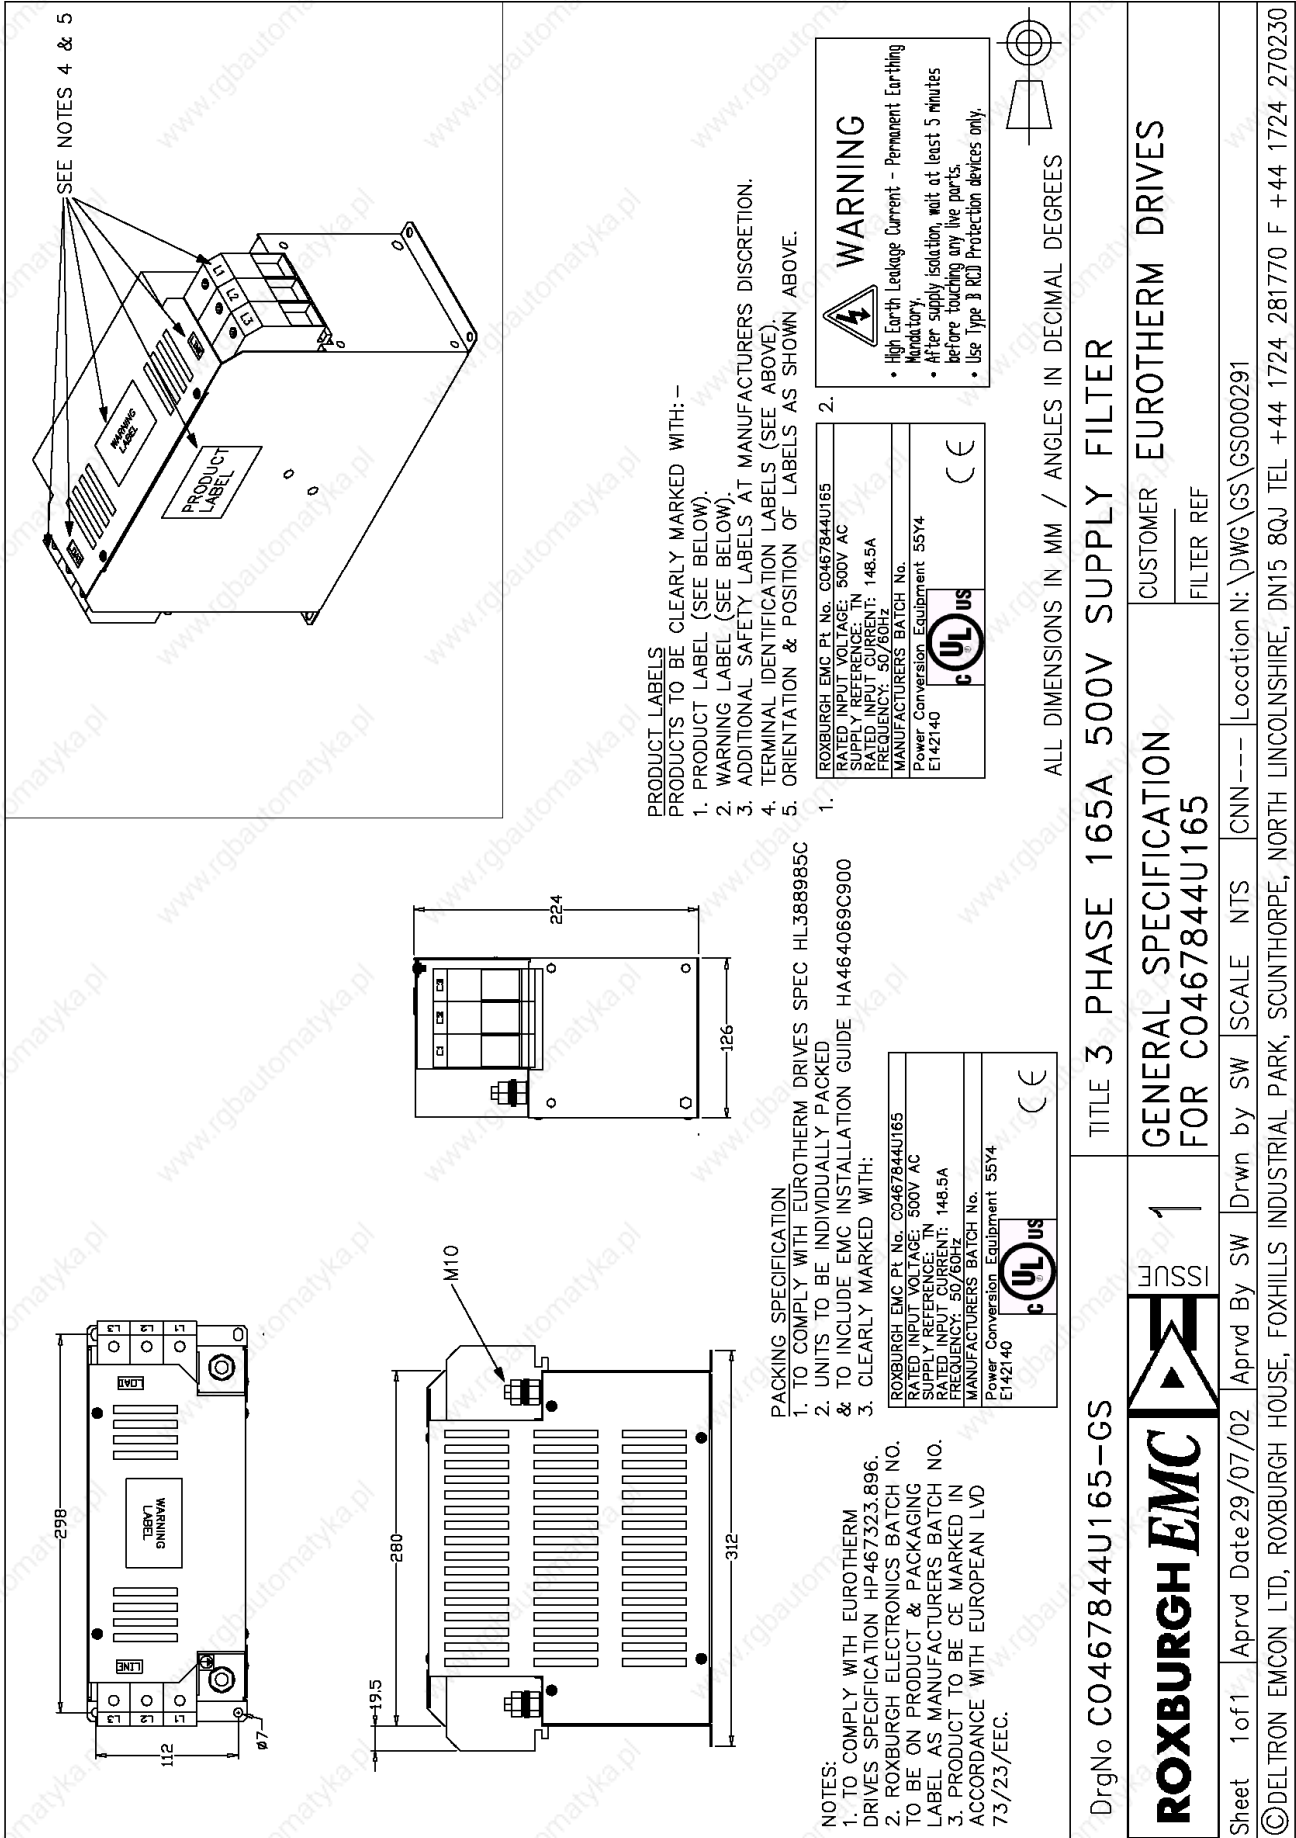 298
112
ø7
LINE
LOAD
WARNING
LABEL
L1
L2
L3
L1
L2
L3
280
19.5
312
M10
224
126
SEE NOTES 4 & 5
WARNING
LABEL
PRODUCT
LABEL
LINE
LOAD
L1
L2
L3
NOTES:
1. TO COMPLY WITH EUROTHERM
DRIVES SPECIFICATION HP467323.896.
2. ROXBURGH ELECTRONICS BATCH NO.
TO BE ON PRODUCT & PACKAGING
LABEL AS MANUFACTURERS BATCH NO.
3. PRODUCT TO BE CE MARKED IN
ACCORDANCE WITH EUROPEAN LVD
73/23/EEC.
PACKING SPECIFICATION
1. TO COMPLY WITH EUROTHERM DRIVES SPEC HL388985C
2. UNITS TO BE INDIVIDUALLY PACKED
& TO INCLUDE EMC INSTALLATION GUIDE HA464069C900
3. CLEARLY MARKED WITH:
ROXBURGH EMC Pt No. CO467844U165
RATED INPUT VOLTAGE: 500V AC
SUPPLY REFERENCE: TN
RATED INPUT CURRENT: 148.5A
FREQUENCY: 50/60Hz
MANUFACTURERS BATCH No.
Power Conversion Equipment 55Y4
E142140
C UL ® US
CE
PRODUCT LABELS
PRODUCTS TO BE CLEARLY MARKED WITH:-
1. PRODUCT LABEL (SEE BELOW).
2. WARNING LABEL (SEE BELOW).
3. ADDITIONAL SAFETY LABELS AT MANUFACTURERS DISCRETION.
4. TERMINAL IDENTIFICATION LABELS (SEE ABOVE).
5. ORIENTATION & POSITION OF LABELS AS SHOWN ABOVE.
1.
ROXBURGH EMC Pt No. CO467844U165
RATED INPUT VOLTAGE: 500V AC
SUPPLY REFERENCE: TN
RATED INPUT CURRENT: 148.5A
FREQUENCY: 50/60Hz
MANUFACTURERS BATCH No.
Power Conversion Equipment 55Y4
E142140
C UL ® US
CE
2.
WARNING
• High Earth Leakage Current - Permanent Earthing
Mandatory.
• After supply isolation, wait at least 5 minutes
before touching any live parts.
• Use Type B RCD Protection devices only.
ALL DIMENSIONS IN MM / ANGLES IN DECIMAL DEGREES
DrgNo CO467844U165-GS
TITLE 3 PHASE 165A 500V SUPPLY FILTER
ROXBURGH EMC
ISSUE 1
GENERAL SPECIFICATION
FOR CO467844U165
CUSTOMER EUROTHERM DRIVES
FILTER REF
Sheet 1 of 1 Aprvd Date 29/07/02 Aprvd By SW Drwn by SW SCALE NTS CNN--- Location N:\DWG\GS\GS000291
© DELTRON EMCON LTD, ROXBURGH HOUSE, FOXHILLS INDUSTRIAL PARK, SCUNTHORPE, NORTH LINCOLNSHIRE, DN15 8QJ TEL +44 1724 281770 F +44 1724 270230
www.rgbautomatyka.pl